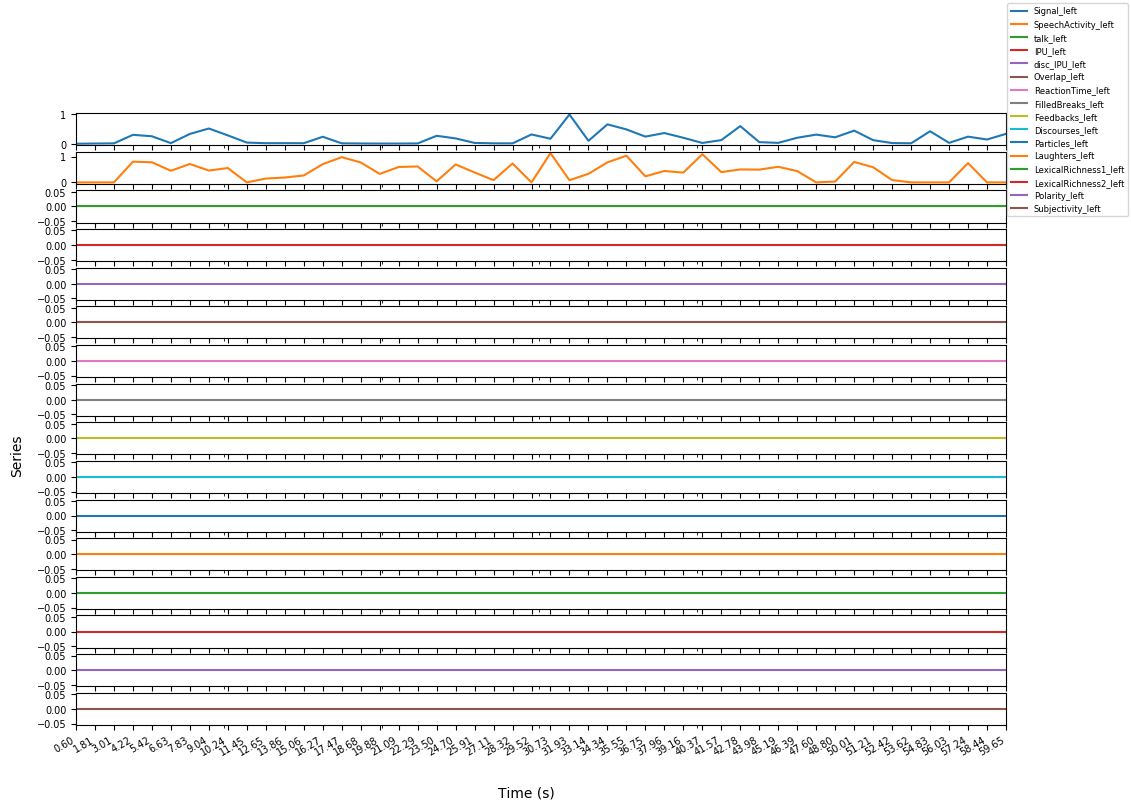 Signal_left
SpeechActivity_left
talk_left
IPU_left
disc_IPU_left
Overlap_left
ReactionTime_left
FilledBreaks_left
Feedbacks_left
Discourses_left
Particles_left
Laughters_left
LexicalRichness1_left
LexicalRichness2_left
Polarity_left
Subjectivity_left
1
0
1
0
0.05
0.00
−0.05
0.05
0.00
−0.05
0.05
0.00
−0.05
0.05
0.00
−0.05
0.05
0.00
−0.05
0.05
0.00
−0.05
0.05
0.00
−0.05
0.05
0.00
−0.05
0.05
0.00
−0.05
0.05
0.00
−0.05
0.05
0.00
−0.05
0.05
0.00
−0.05
0.05
0.00
−0.05
0.05
0.00
−0.05
Series
0.60 1.81 3.01 4.22 5.42 6.63 7.83 9.04 10.24 11.45 12.65 13.86 15.06 16.27 17.47 18.68 19.88 21.09 22.29 23.50 24.70 25.91 27.11 28.32 29.52 30.73 31.93 33.14 34.34 35.55 36.75 37.96 39.16 40.37 41.57 42.78 43.98 45.19 46.39 47.60 48.80 50.01 51.21 52.42 53.62 54.83 56.03 57.24 58.44 59.65
Time (s)